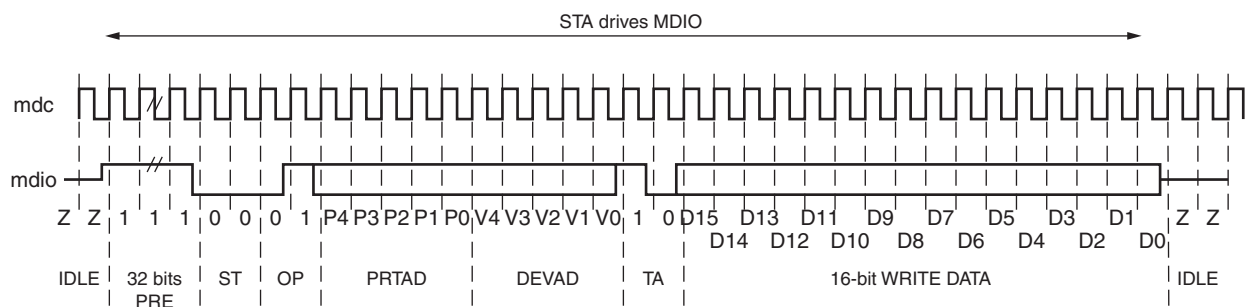 STA drives MDIO
mdc
mdio
Z Z 1 1 1 0 0 0 1 P4 P3 P2 P1 P0 V4 V3 V2 V1 V0 1 0 D15 D13 D11 D9 D7 D5 D3 D1 Z Z
D14 D12 D10 D8 D6 D4 D2 D0
IDLE 32 bits ST OP PRTAD DEVAD TA 16-bit WRITE DATA IDLE
PRE